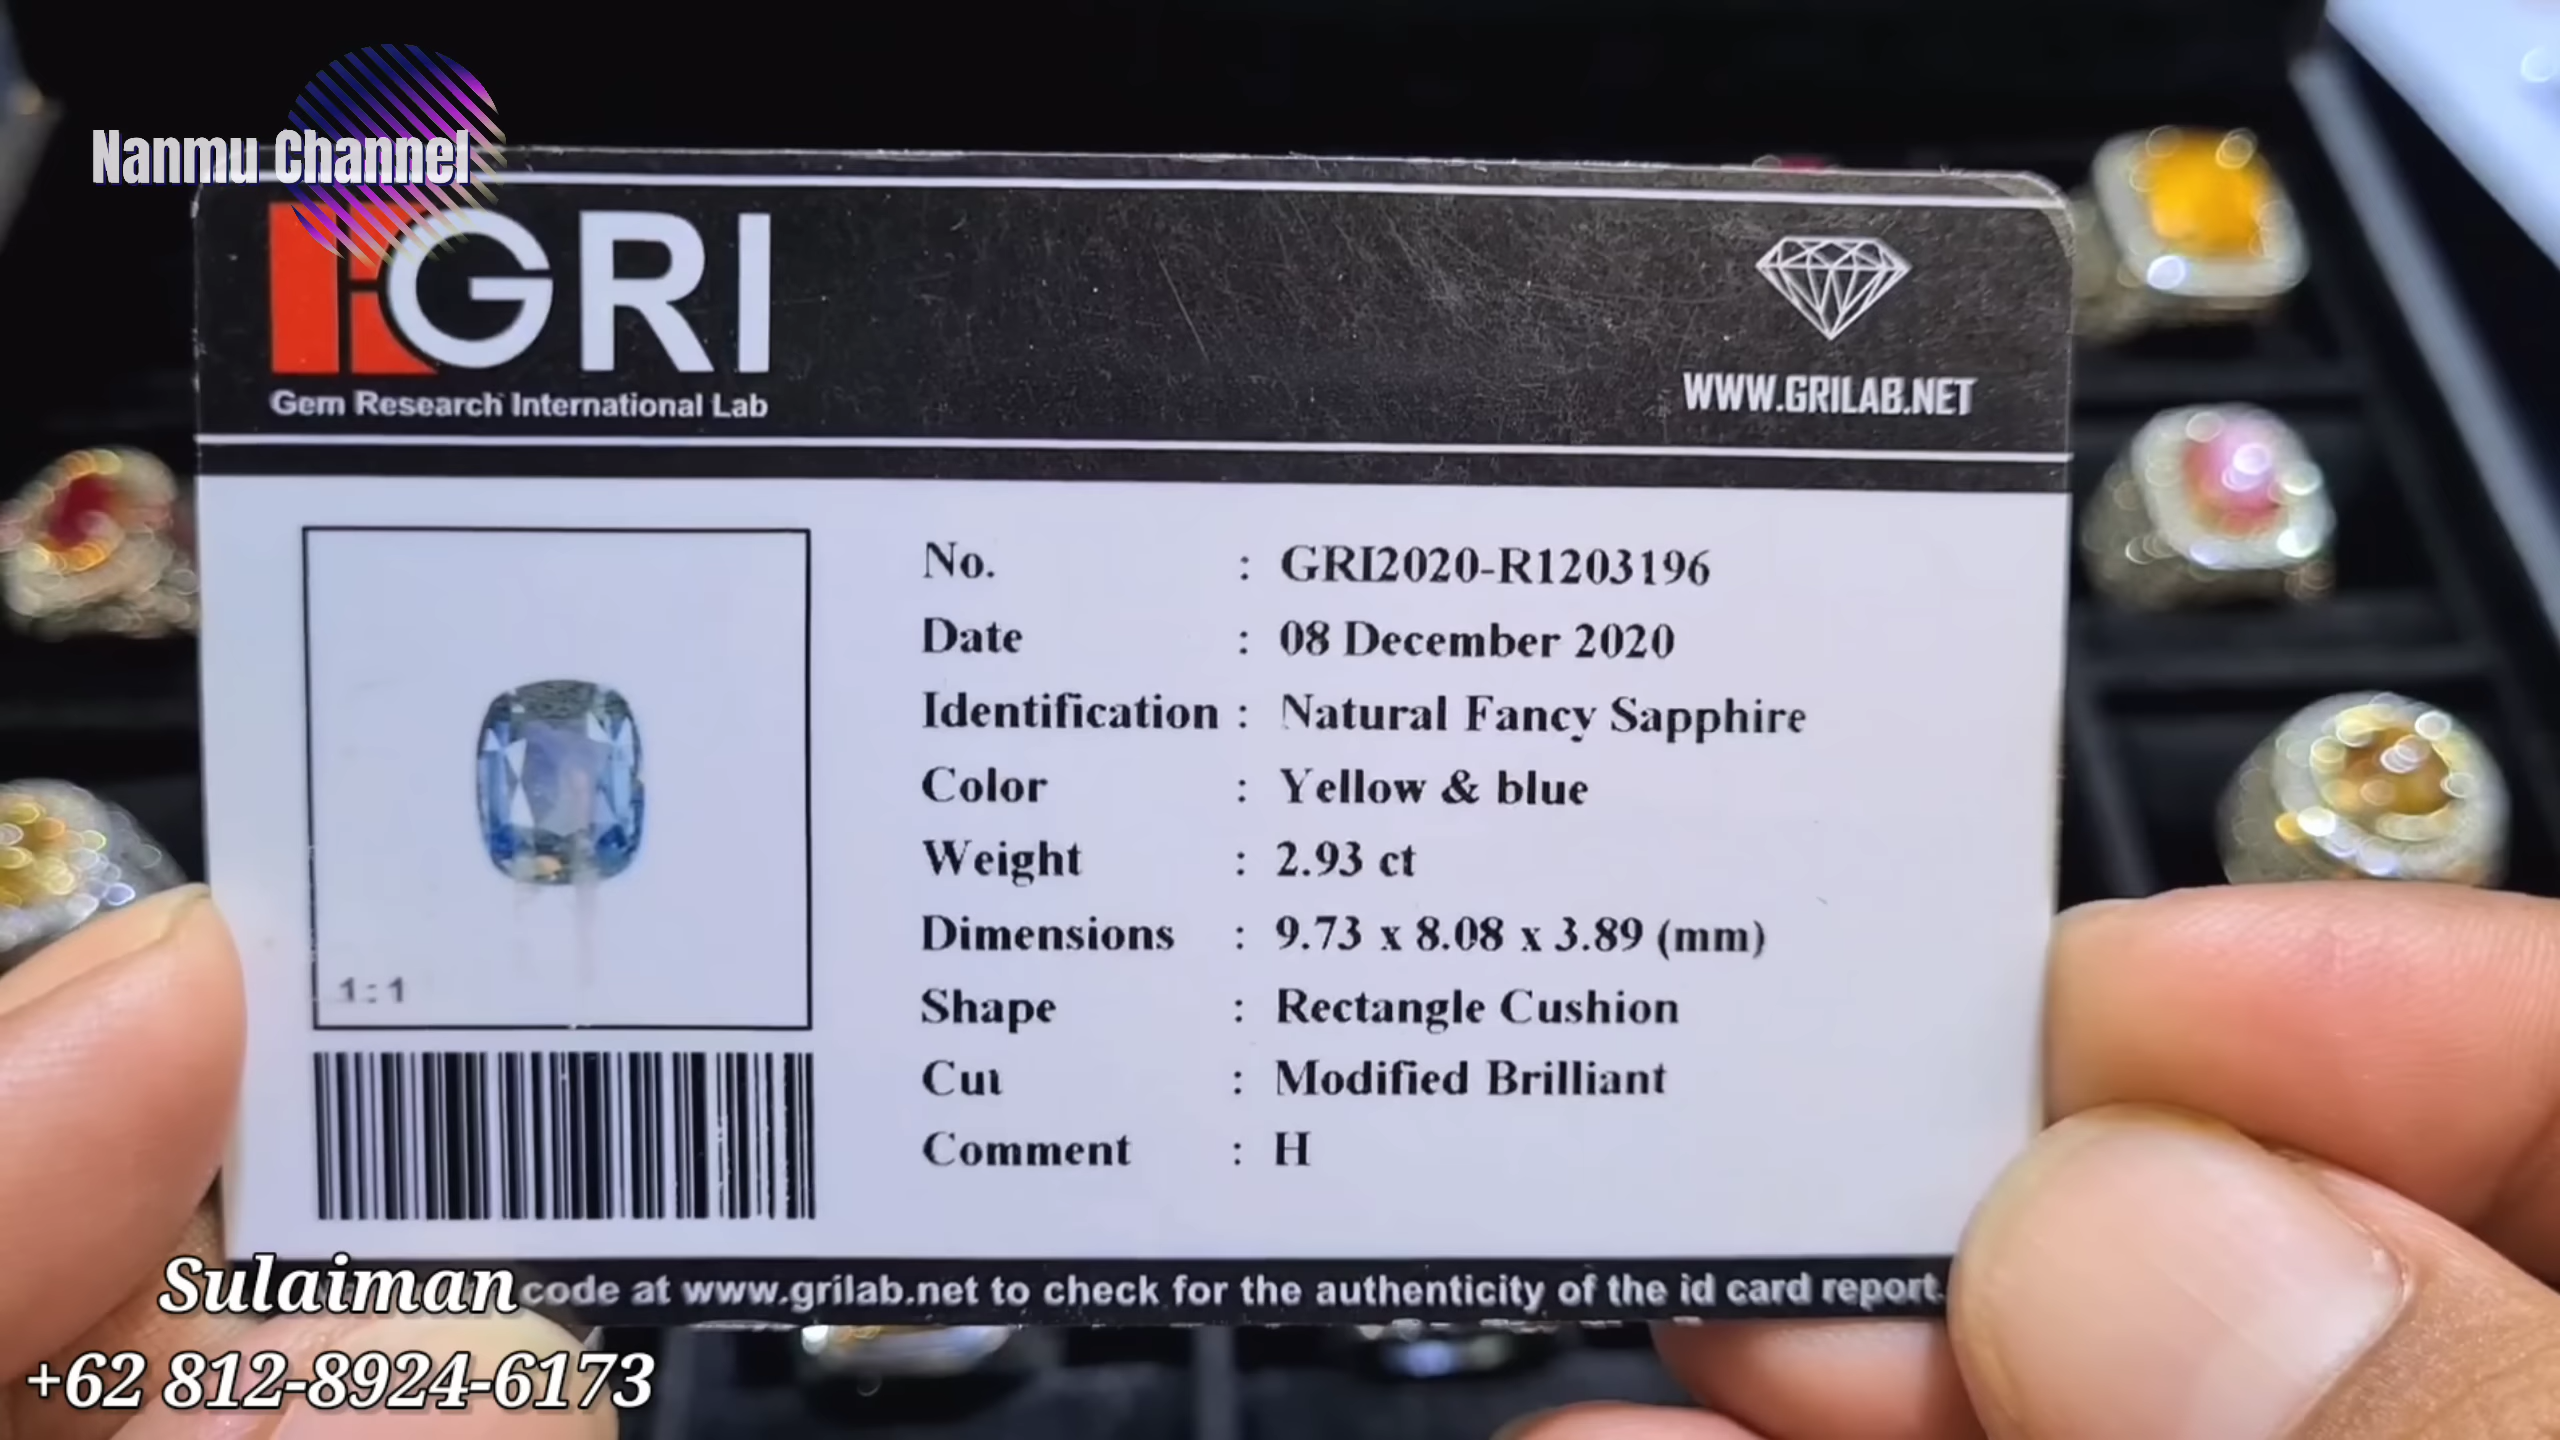 Nanmu Channel
GRI
Gem Research International Lab
WWW.GRILAB.NET
No. : GRI2020-R1203196
Date : 08 December 2020
Identification : Natural Fancy Sapphire
Color : Yellow & blue
Weight : 2.93 ct
Dimensions : 9.73 x 8.08 x 3.89 (mm)
Shape : Rectangle Cushion
Cut : Modified Brilliant
Comment : H
1:1
code at www.grilab.net to check for the authenticity of the id card report.
Sulaiman
+62 812-8924-6173